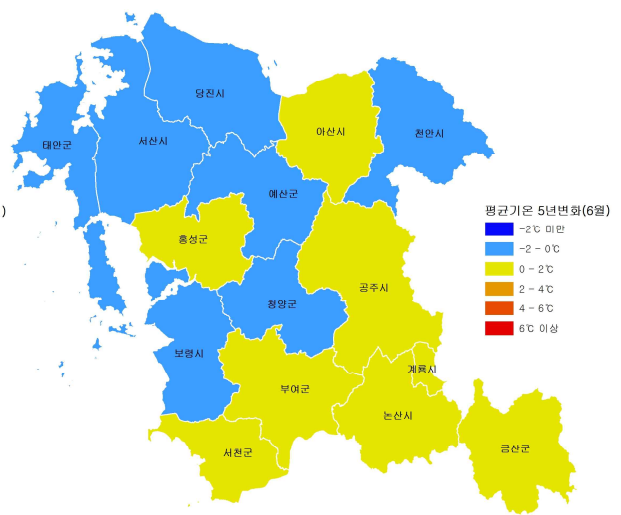 당진시
아산시
천안시
태안군
서산시
예산군
)
평균기온 5년변화(6월)
-2℃ 미만
-2 - 0℃
0 - 2℃
2 - 4℃
4 - 6℃
6℃ 이상
홍성군
공주시
청양군
보령시
계룡시
부여군
논산시
서천군
금산군